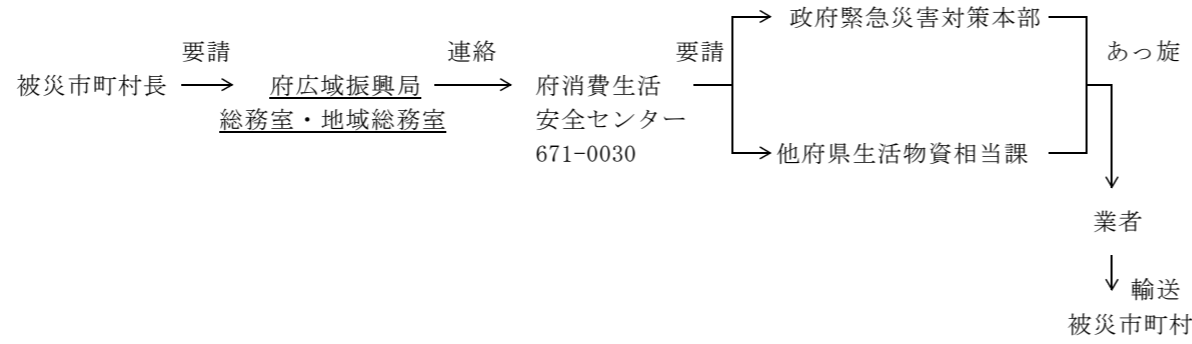 被災市町村長
要請
府広域振興局
総務室・地域総務室
連絡
府消費生活
安全センター
671-0030
要請
政府緊急災害対策本部
他府県生活物資相当課
あっ旋
業者
輸送
被災市町村